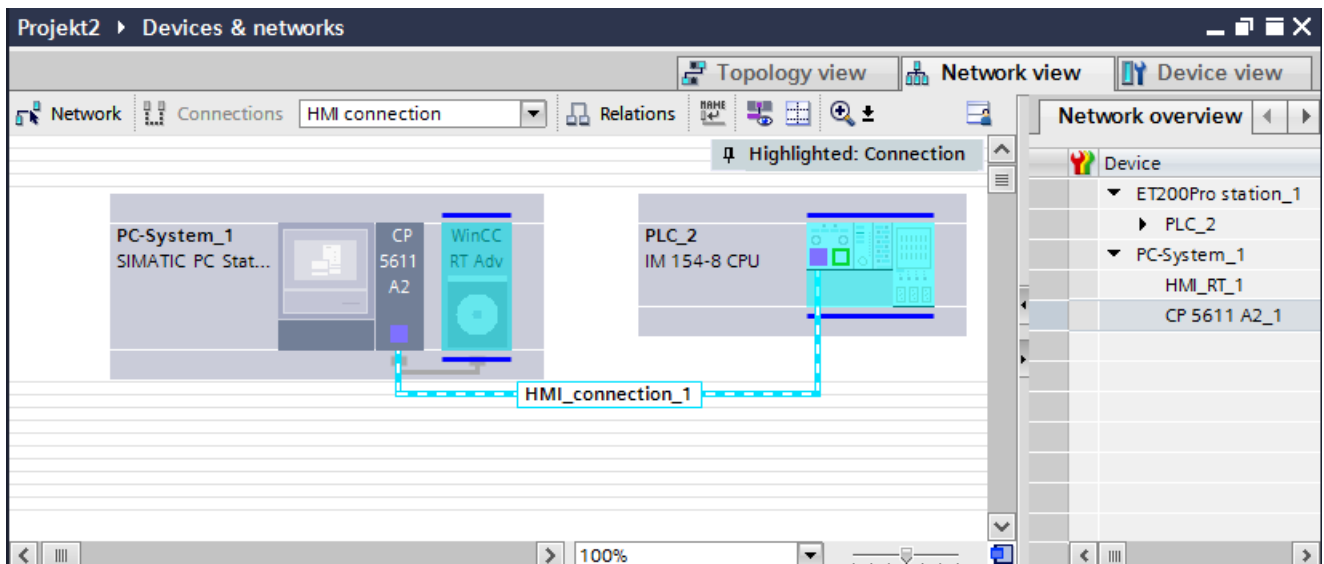 Projekt2 ▸ Devices & networks
Topology view
Network view
Device view
Network
Connections
HMI connection
Relations
NAME
Network overview
Highlighted: Connection
Device
ET200Pro station_1
PLC_2
PC-System_1
HMI_RT_1
CP 5611 A2_1
PC-System_1
SIMATIC PC Stat...
CP
5611
A2
WinCC
RT Adv
PLC_2
IM 154-8 CPU
HMI_connection_1
100%